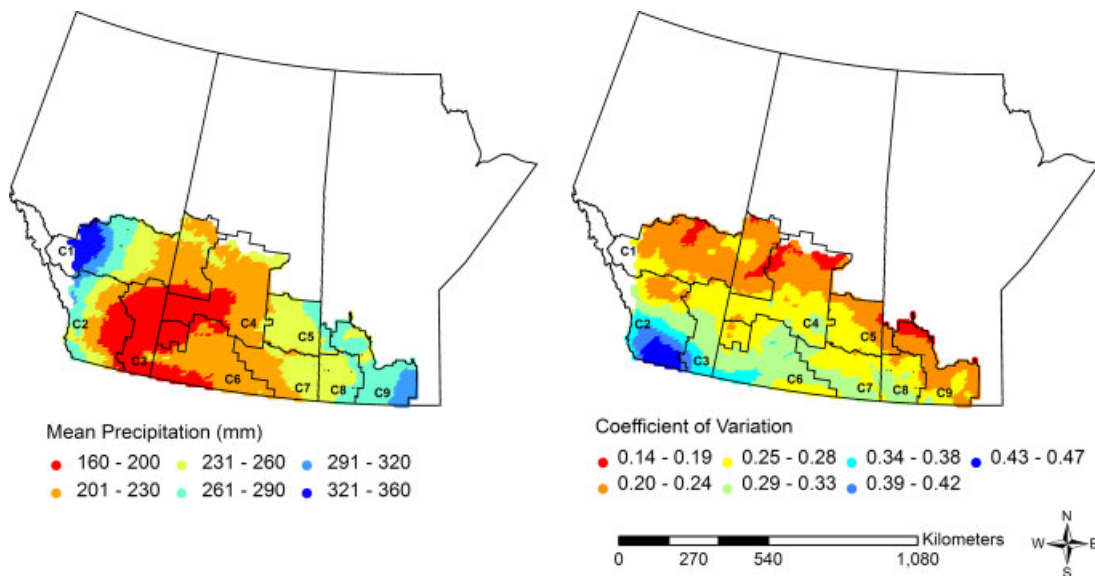 C1
C2
C3
C4
C5
C6
C7
C8
C9
Mean Precipitation (mm)
160 - 200 231 - 260 291 - 320
201 - 230 261 - 290 321 - 360
C1
C2
C3
C4
C5
C6
C7
C8
C9
Coefficient of Variation
0.14 - 0.19 0.25 - 0.28 0.34 - 0.38 0.43 - 0.47
0.20 - 0.24 0.29 - 0.33 0.39 - 0.42
Kilometers
0 270 540 1,080
N
W E
S